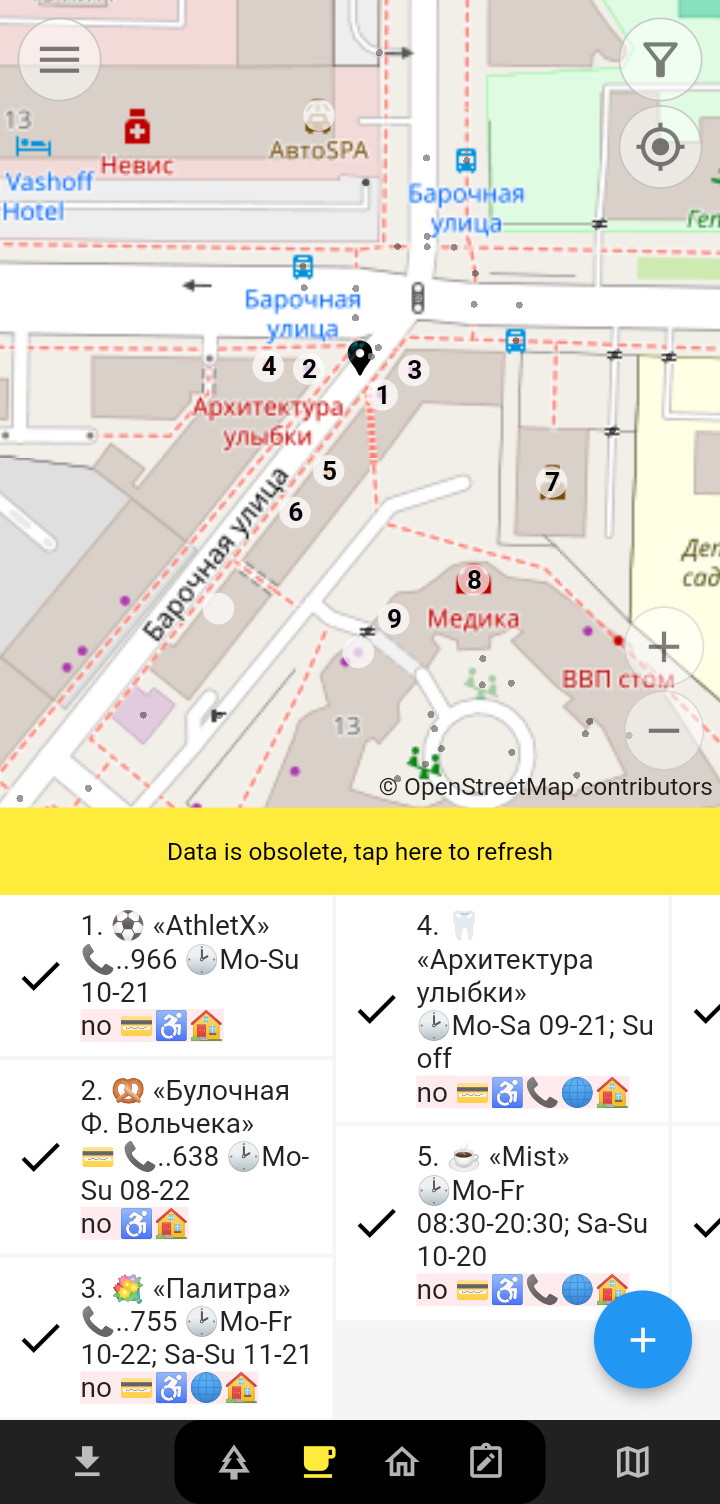 13
Невис
АвтоSPA
Vashoff
Hotel
Барочная
улица
Барочная
улица
4
2
3
1
Архитектура
улыбки
5
6
7
Барочная улица
8
9
Медика
ВВП стом
13
© OpenStreetMap contributors
Data is obsolete, tap here to refresh
1. ⚽ «AthletX»
📞..966 🕑Mo-Su
10-21
no 💳♿🏠
2. 🥨 «Булочная
Ф. Вольчека»
💳 📞..638 🕑Mo-
Su 08-22
no ♿🏠
3. 💐 «Палитра»
📞..755 🕑Mo-Fr
10-22; Sa-Su 11-21
no 💳♿🌐🏠
4. 🦷
«Архитектура
улыбки»
🕑Mo-Sa 09-21; Su
off
no 💳♿📞🌐🏠
5. ☕ «Mist»
🕑Mo-Fr
08:30-20:30; Sa-Su
10-20
no 💳♿📞🌐🏠